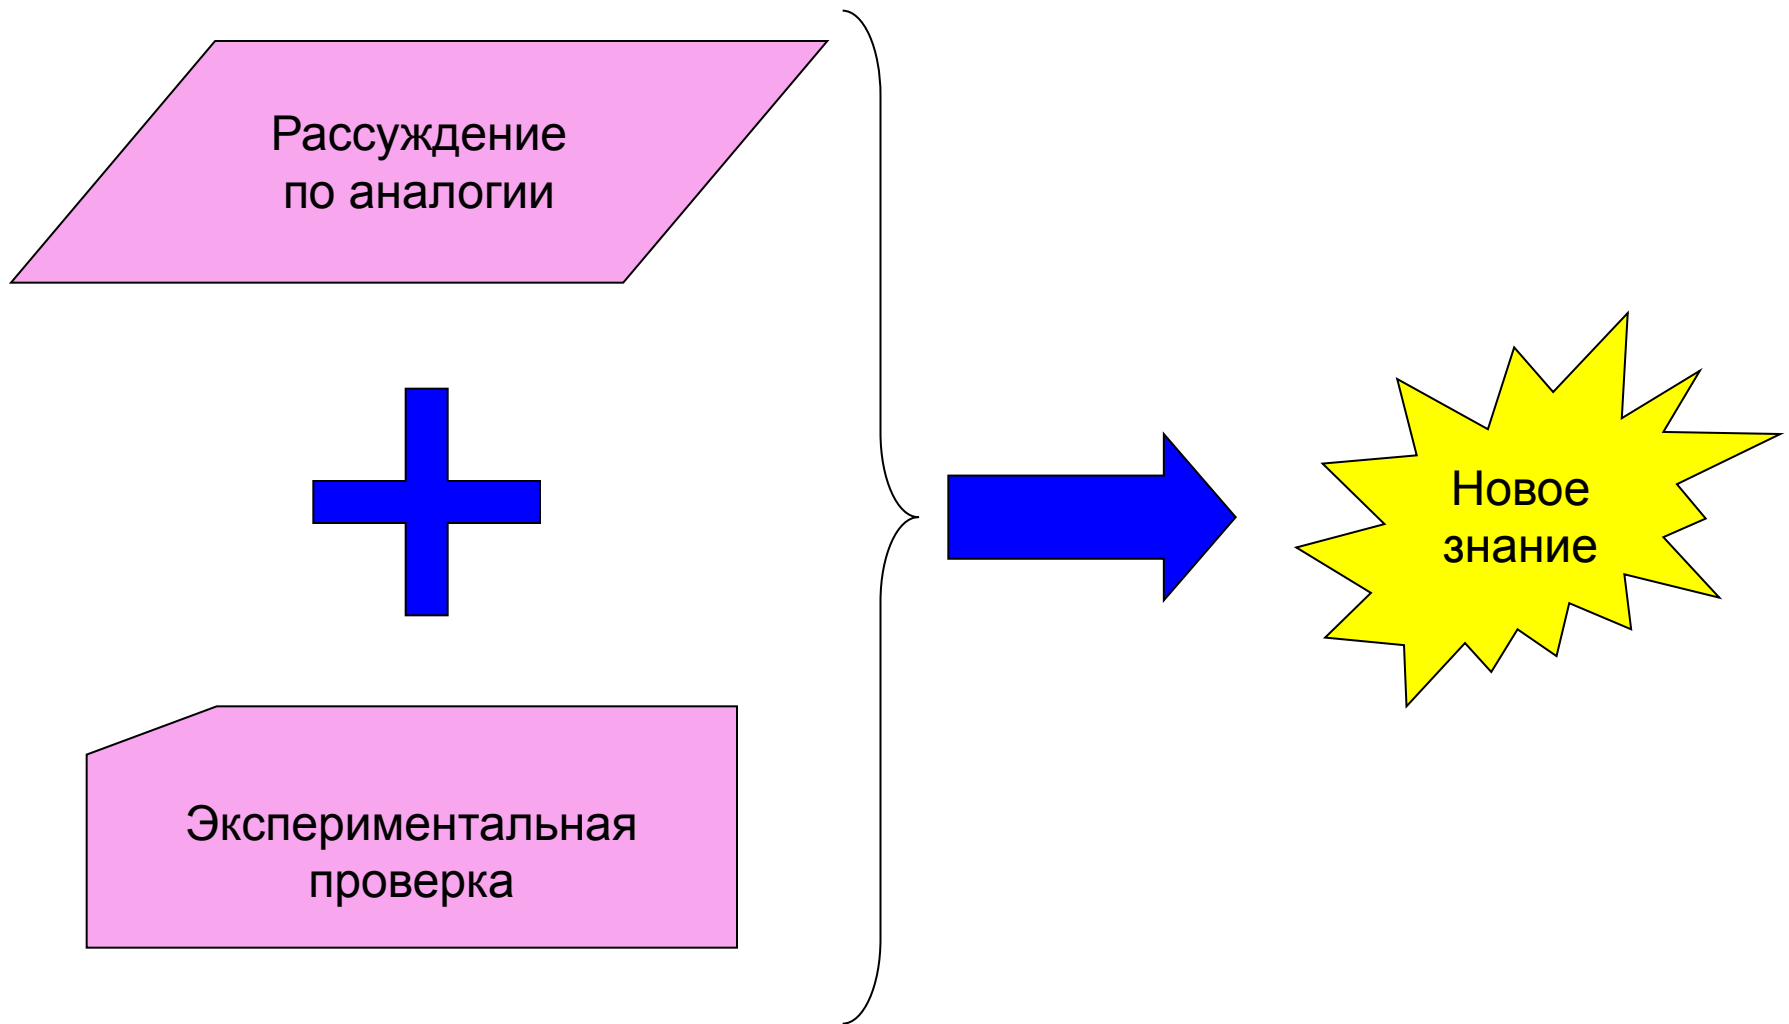 Рассуждение
по аналогии
Экспериментальная
проверка
Новое
знание